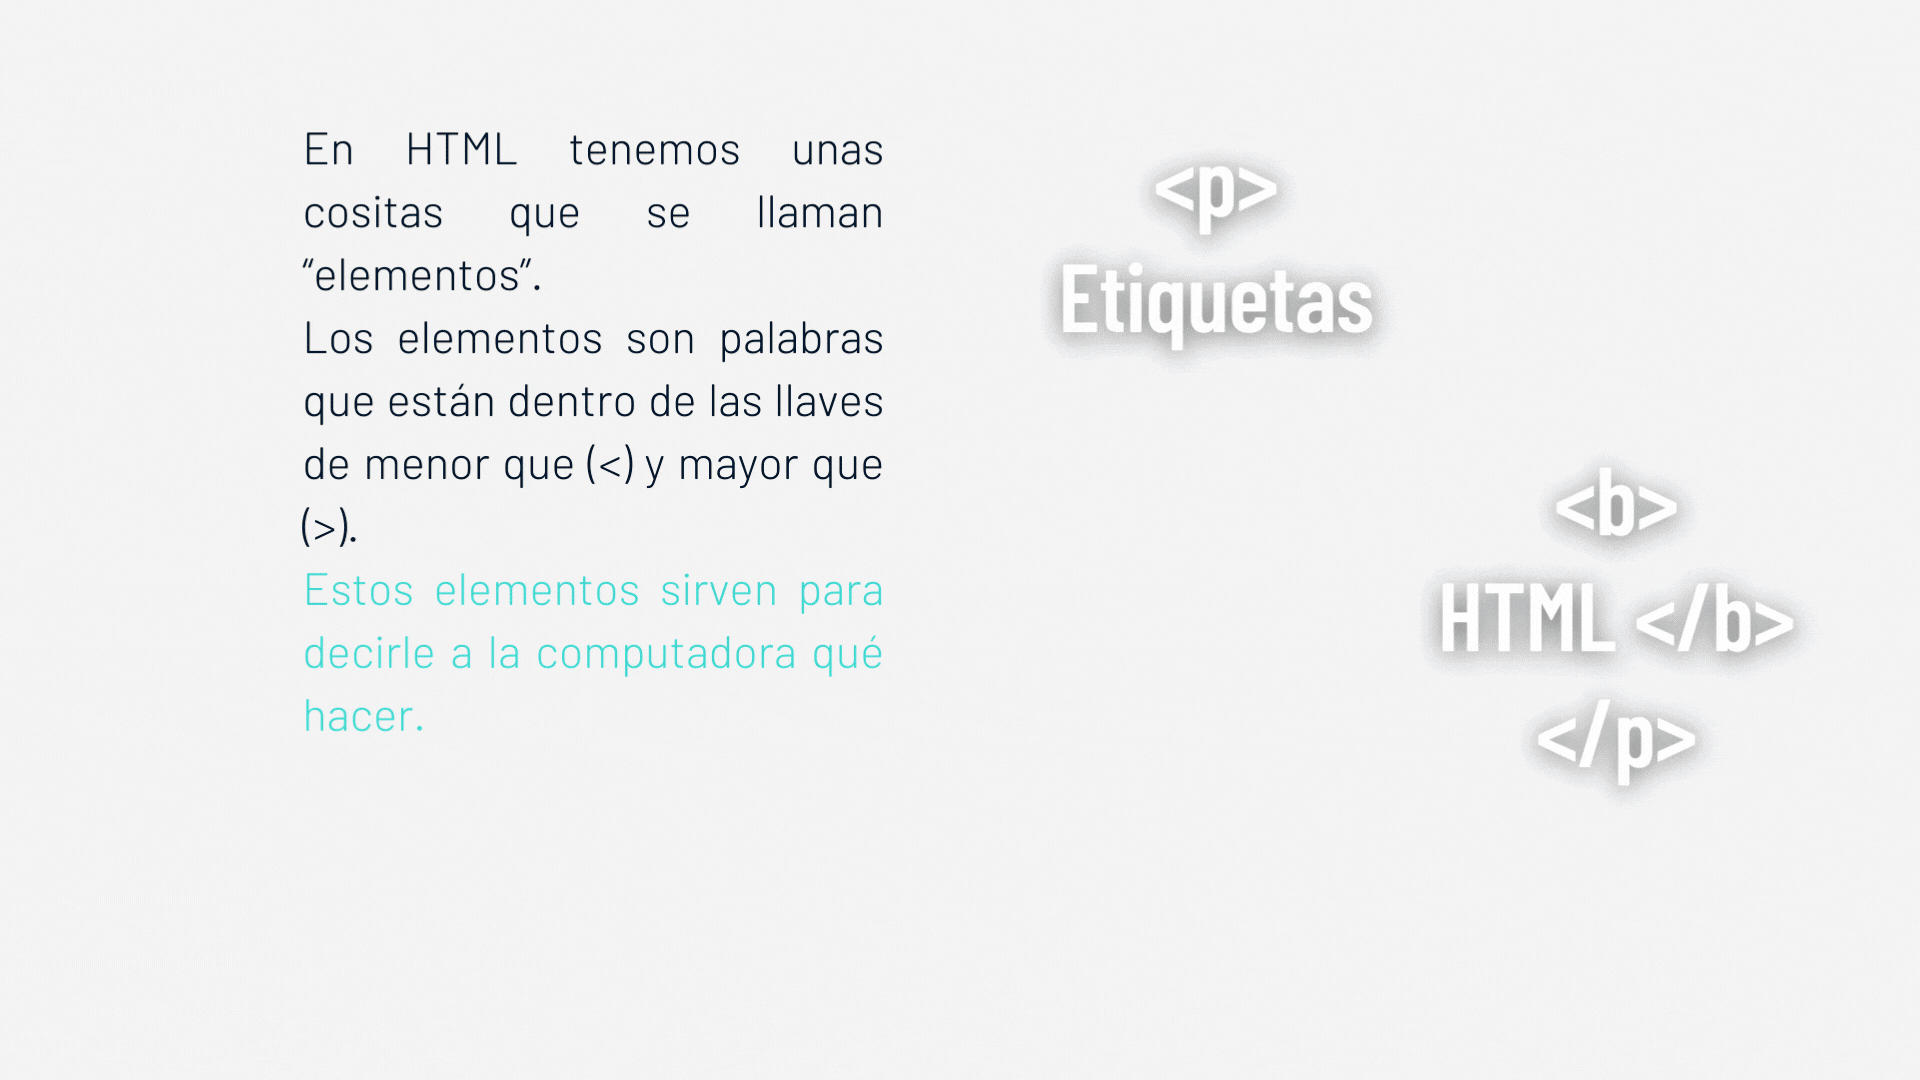 En HTML tenemos unas
cositas que se llaman
“elementos”.
Los elementos son palabras
que están dentro de las llaves
de menor que (<) y mayor que
(>).
Estos elementos sirven para
decirle a la computadora qué
hacer.
<p>
Etiquetas
<b>
HTML </b>
</p>